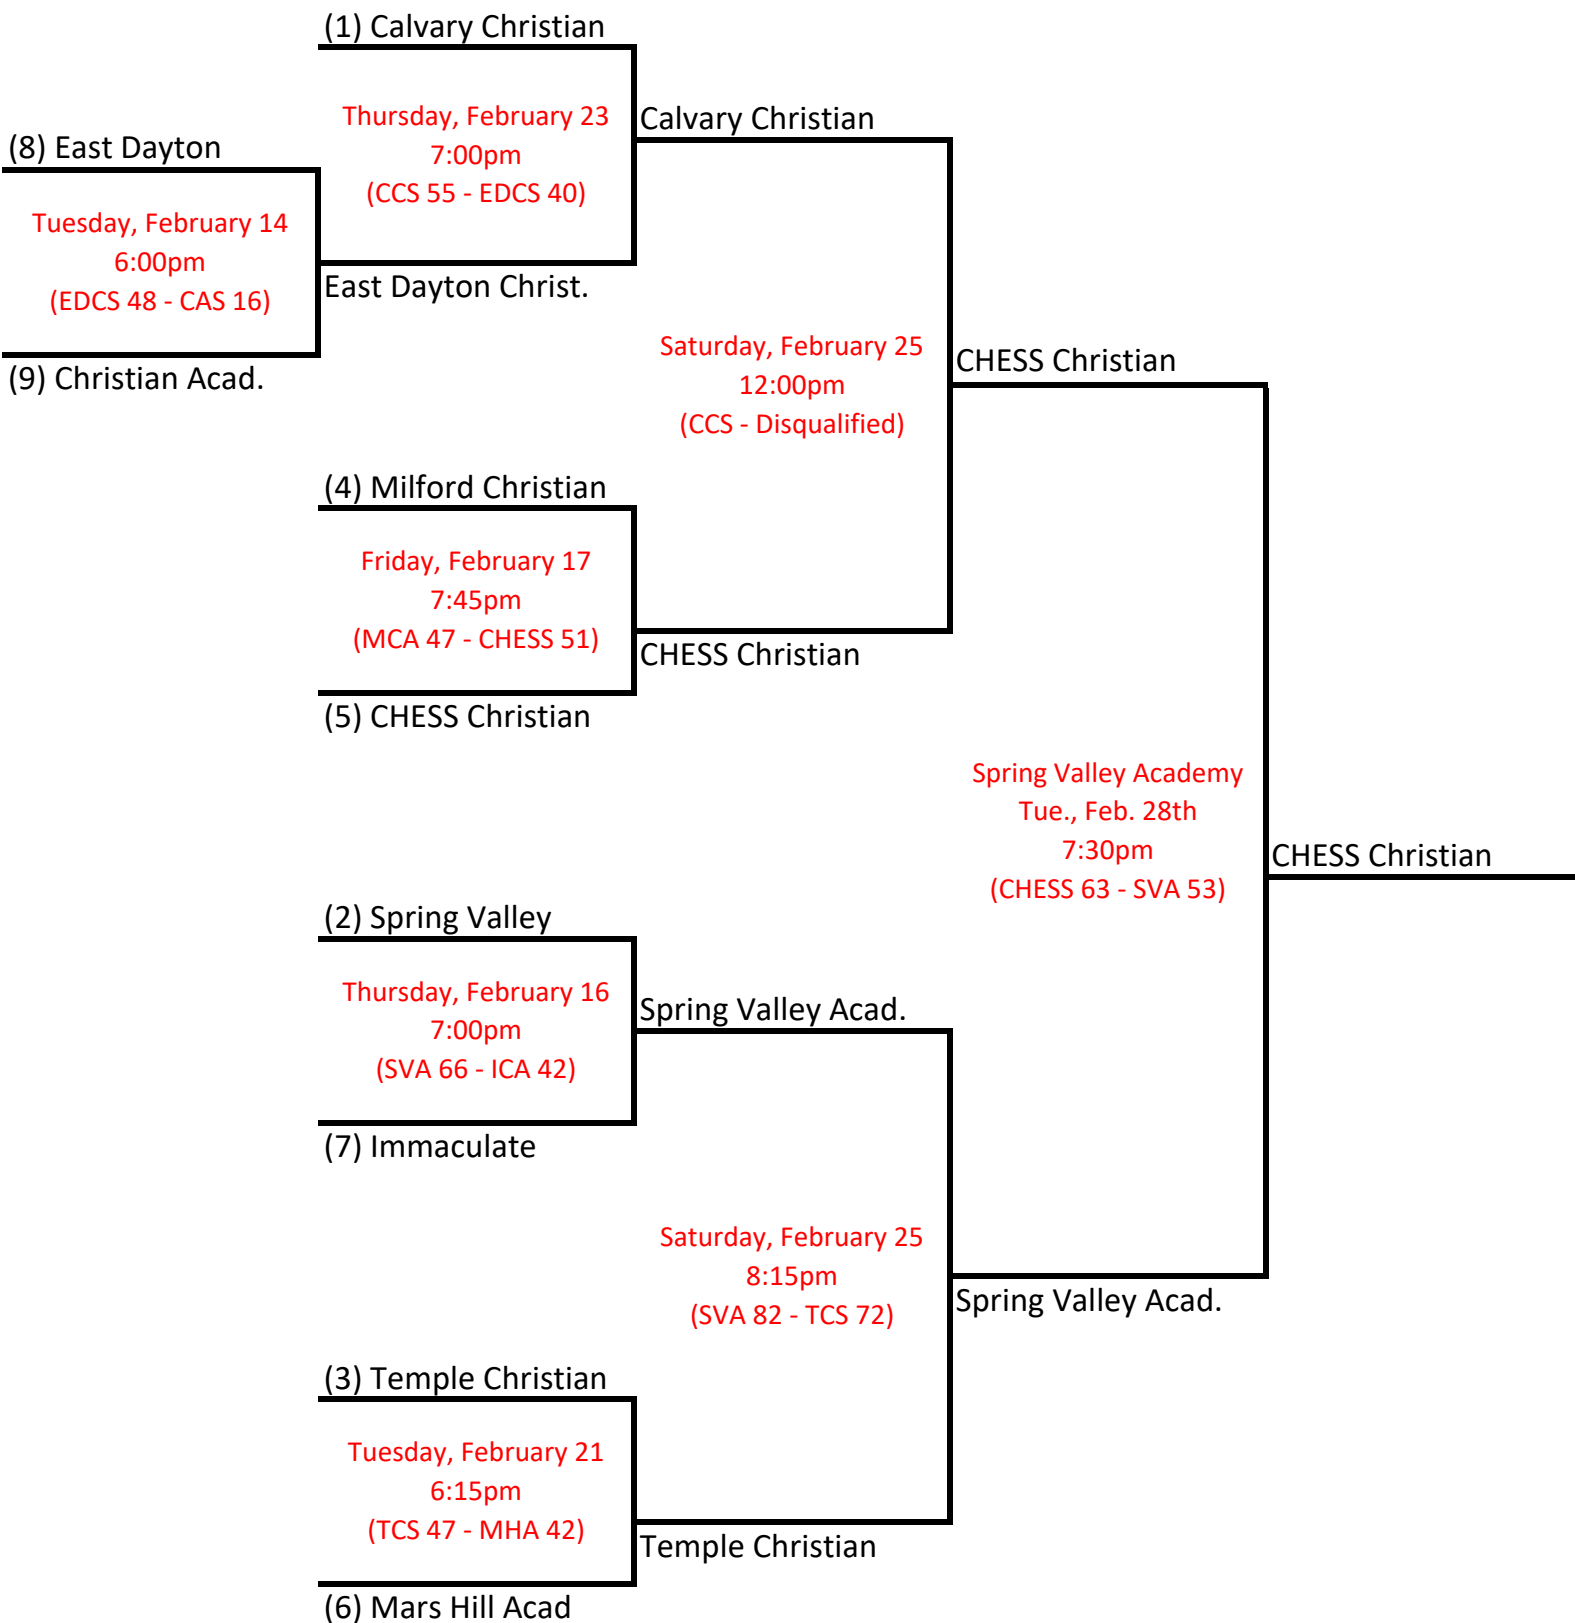 (1) Calvary Christian
Thursday, February 23
7:00pm
(CCS 55 - EDCS 40)
Calvary Christian
(8) East Dayton
Tuesday, February 14
6:00pm
(EDCS 48 - CAS 16)
East Dayton Christ.
(9) Christian Acad.
Saturday, February 25
12:00pm
(CCS - Disqualified)
CHESS Christian
(4) Milford Christian
Friday, February 17
7:45pm
(MCA 47 - CHESS 51)
CHESS Christian
(5) CHESS Christian
Spring Valley Academy
Tue., Feb. 28th
7:30pm
(CHESS 63 - SVA 53)
CHESS Christian
(2) Spring Valley
Thursday, February 16
7:00pm
(SVA 66 - ICA 42)
Spring Valley Acad.
(7) Immaculate
Saturday, February 25
8:15pm
(SVA 82 - TCS 72)
Spring Valley Acad.
(3) Temple Christian
Tuesday, February 21
6:15pm
(TCS 47 - MHA 42)
Temple Christian
(6) Mars Hill Acad